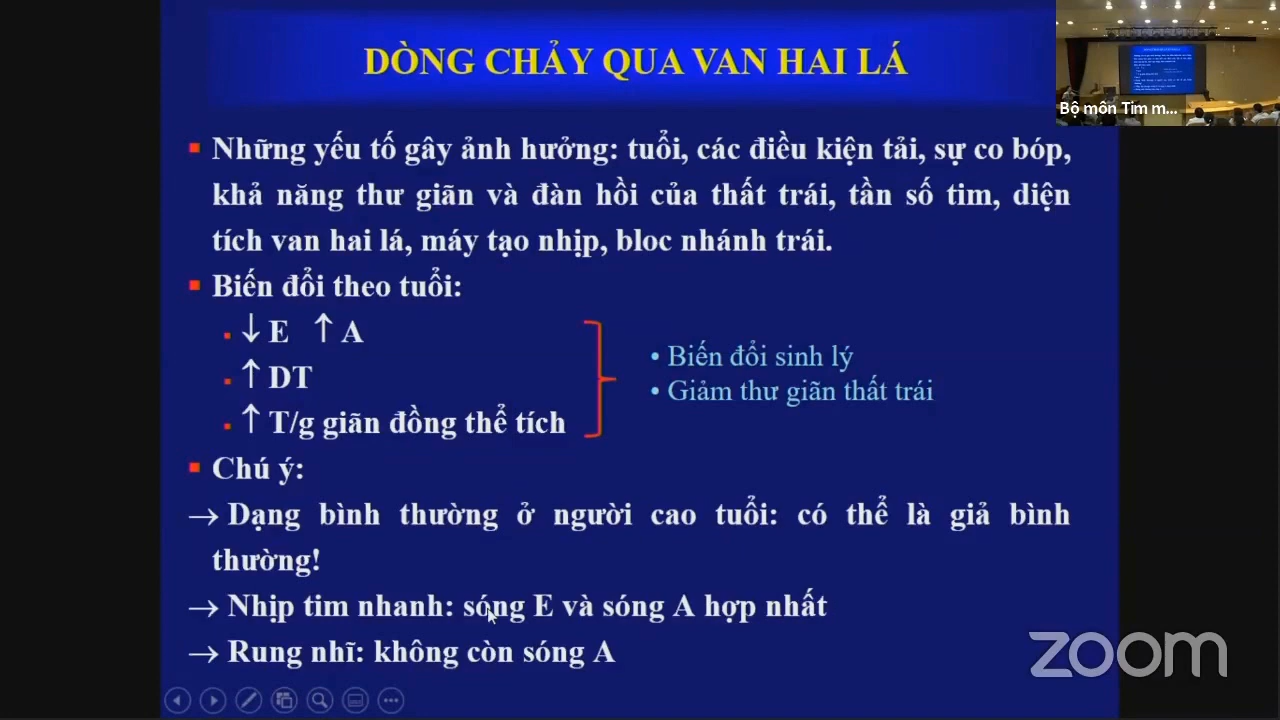 DÒNG CHẢY QUA VAN HAI LÁ
Bộ môn Tim m...
▪ Những yếu tố gây ảnh hưởng: tuổi, các điều kiện tải, sự co bóp,
khả năng thư giãn và đàn hồi của thất trái, tần số tim, diện
tích van hai lá, máy tạo nhịp, bloc nhánh trái.
▪ Biến đổi theo tuổi:
▪ ↓ E ↑ A
▪ ↑ DT
▪ ↑ T/g giãn đồng thể tích
• Biến đổi sinh lý
• Giảm thư giãn thất trái
▪ Chú ý:
→ Dạng bình thường ở người cao tuổi: có thể là giả bình
thường!
→ Nhịp tim nhanh: sóng E và sóng A hợp nhất
→ Rung nhĩ: không còn sóng A
zoom